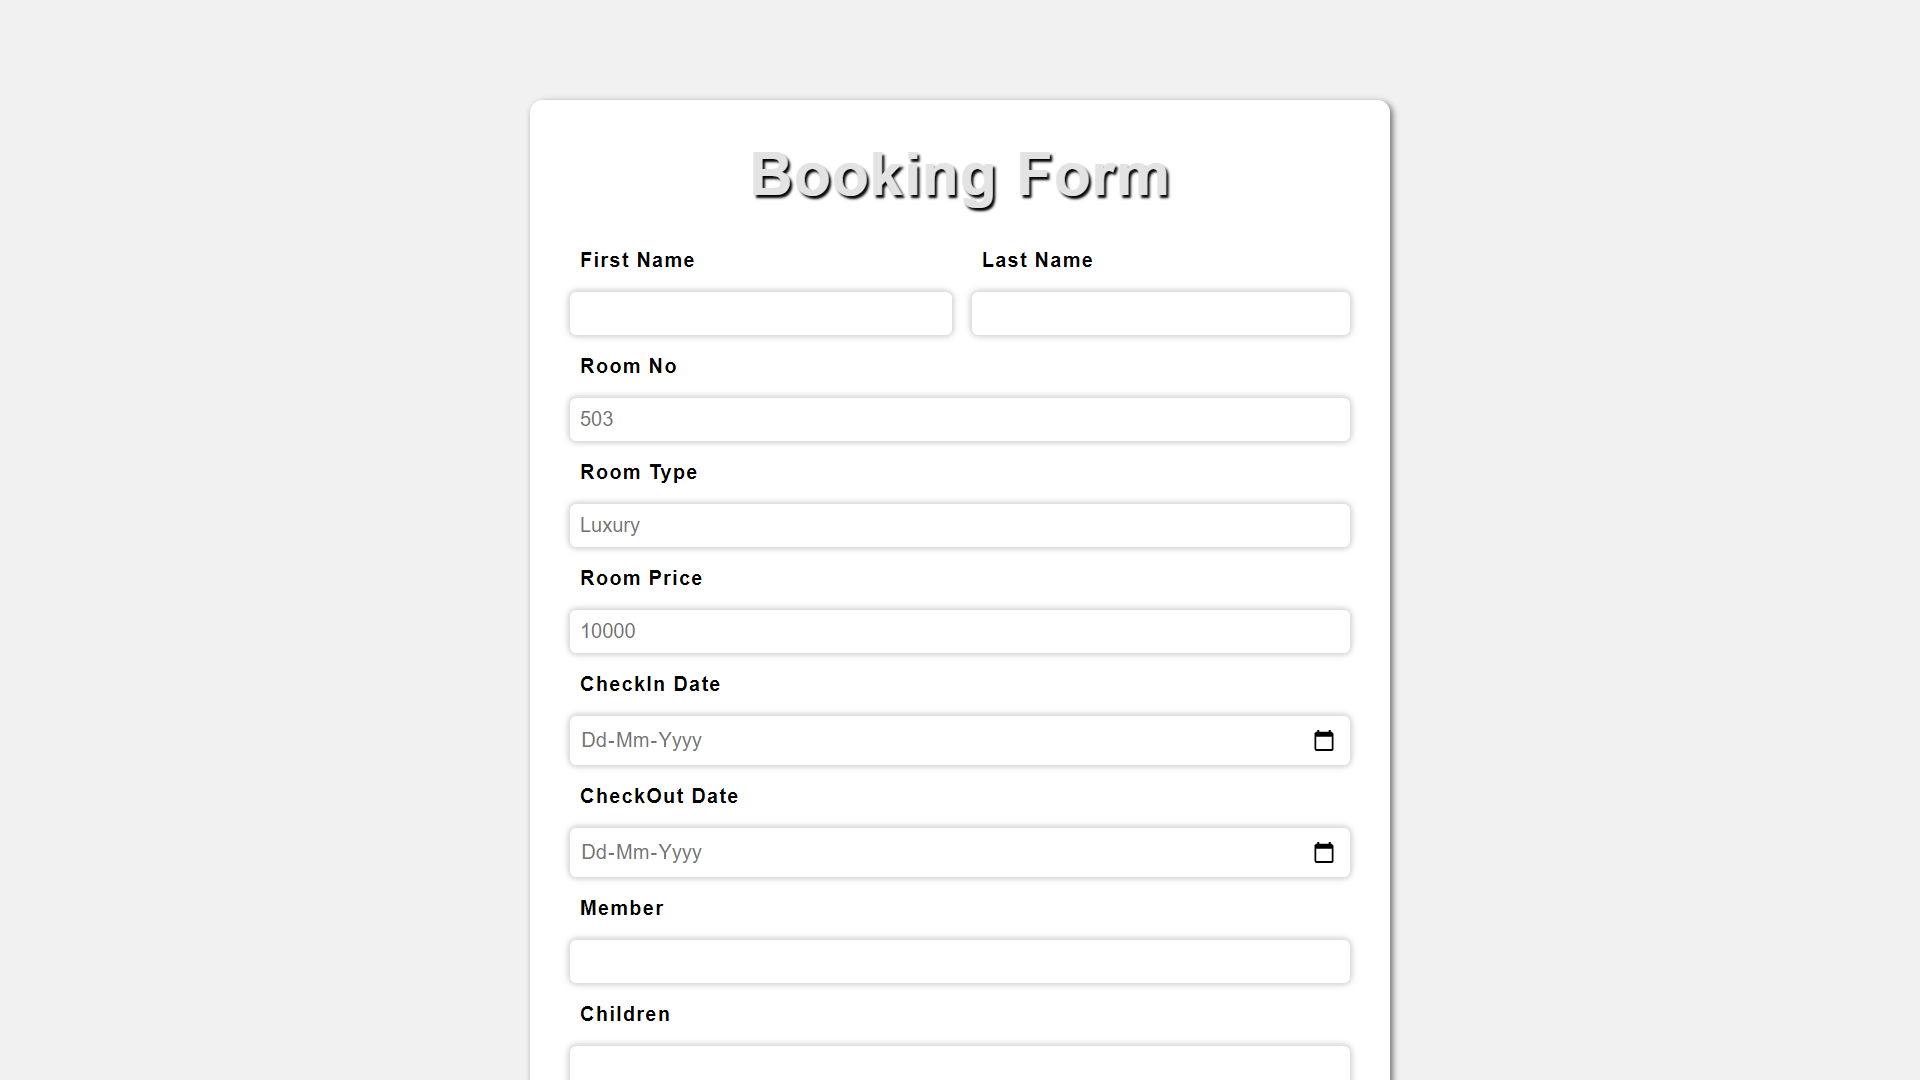 Booking Form
First Name Last Name
Room No
503
Room Type
Luxury
Room Price
10000
CheckIn Date
Dd-Mm-Yyyy
CheckOut Date
Dd-Mm-Yyyy
Member
Children